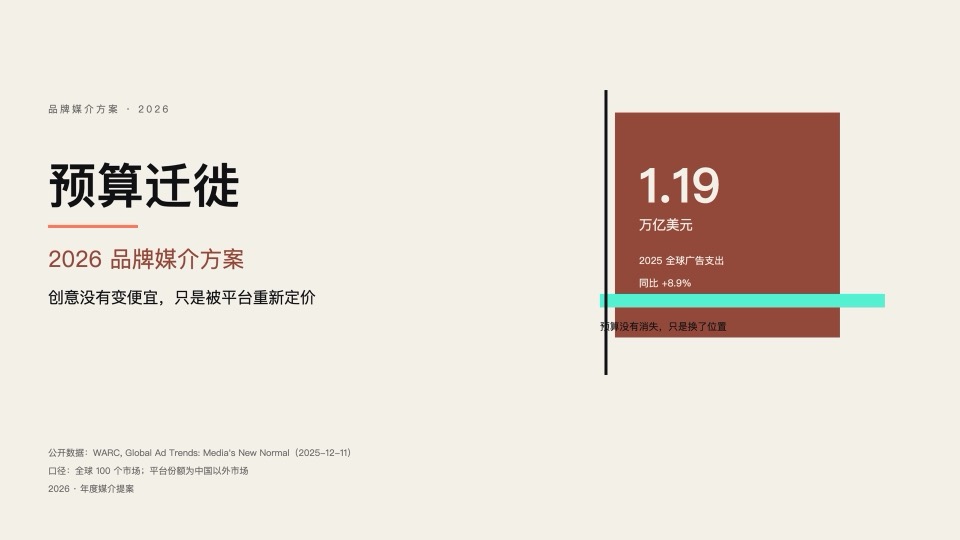 品牌媒介方案 · 2026
预算迁徙
2026 品牌媒介方案
创意没有变便宜，只是被平台重新定价
1.19
万亿美元
2025 全球广告支出
同比 +8.9%
预算没有消失，只是换了位置
公开数据：WARC, Global Ad Trends: Media's New Normal（2025-12-11）
口径：全球 100 个市场；平台份额为中国以外市场
2026 · 年度媒介提案